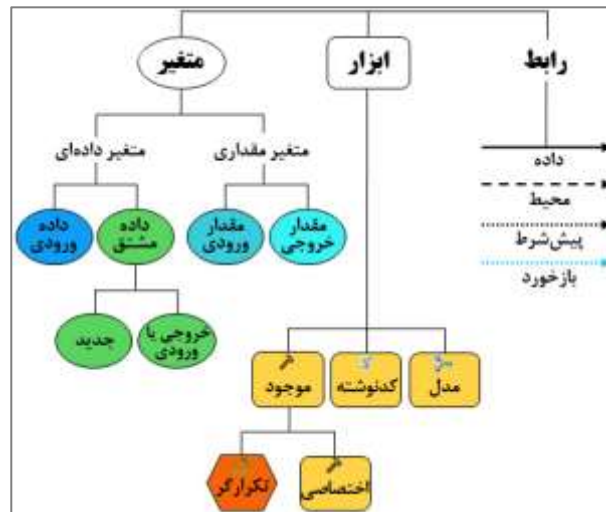 رابط
ابزار
متغیر
داده
محیط
پیش‌شرط
بازخورد
متغیر مقداری
متغیر داده‌ای
مقدار
خروجی
مقدار
ورودی
داده
مشتق
داده
ورودی
خروجی یا
ورودی
جدید
مدل
کدنوشته
موجود
اختصاصی
تکرارگر